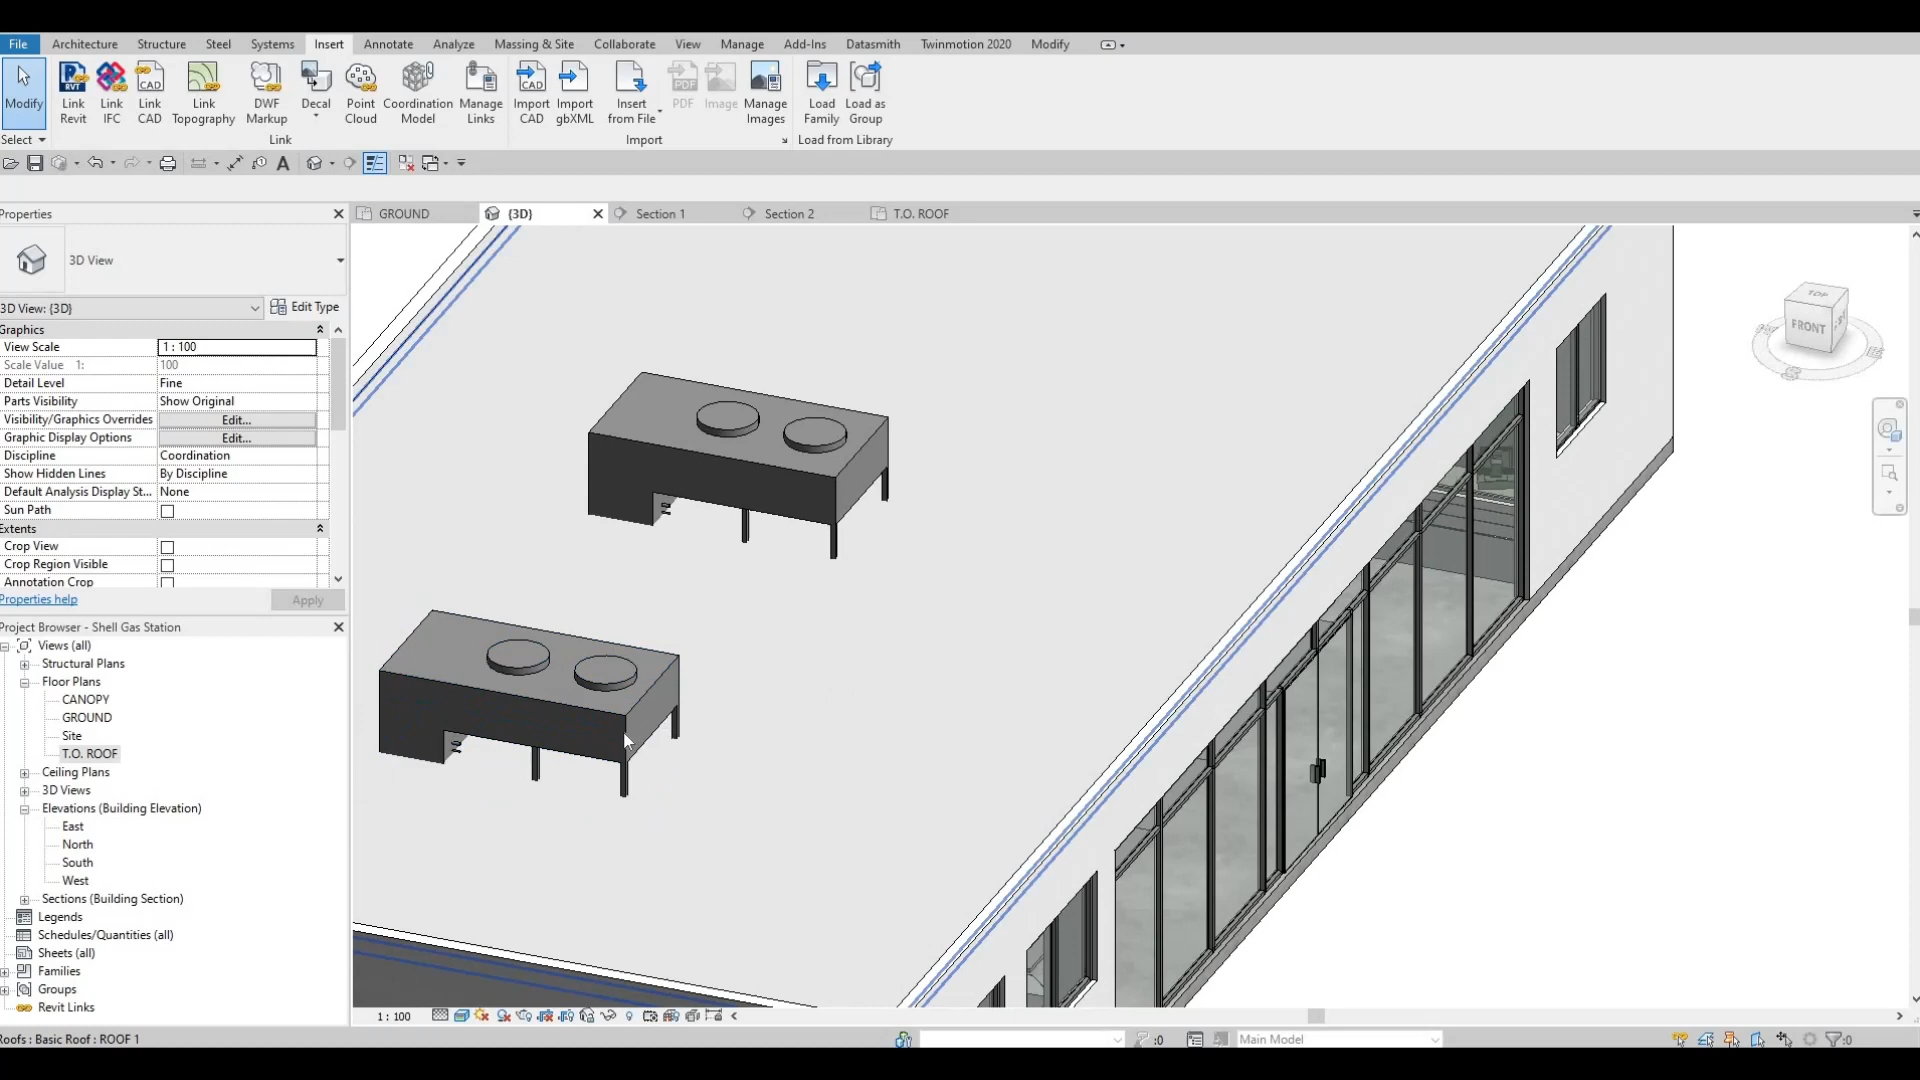 File Architecture Structure Steel Systems Insert Annotate Analyze Massing & Site Collaborate View Manage Add-Ins Datasmith Twinmotion 2020 Modify
Modify
Link Revit
Link IFC
Link CAD
Link Topography
DWF Markup
Decal
Point Cloud
Coordination Model
Manage Links
Import CAD
Import gbXML
Insert from File
PDF
Image
Manage Images
Load Family
Load as Group
Select Link Import Load from Library
Properties
GROUND {3D} Section 1 Section 2 T.O. ROOF
3D View
3D View: {3D} Edit Type
Graphics
View Scale 1 : 100
Scale Value 1: 100
Detail Level Fine
Parts Visibility Show Original
Visibility/Graphics Overrides Edit...
Graphic Display Options Edit...
Discipline Coordination
Show Hidden Lines By Discipline
Default Analysis Display St... None
Sun Path
Extents
Crop View
Crop Region Visible
Annotation Crop
Properties help Apply
Project Browser - Shell Gas Station
Views (all)
Structural Plans
Floor Plans
CANOPY
GROUND
Site
T.O. ROOF
Ceiling Plans
3D Views
Elevations (Building Elevation)
East
North
South
West
Sections (Building Section)
Legends
Schedules/Quantities (all)
Sheets (all)
Families
Groups
Revit Links
TOP
FRONT
1 : 100
Roofs : Basic Roof : ROOF 1
:0
Main Model
:0